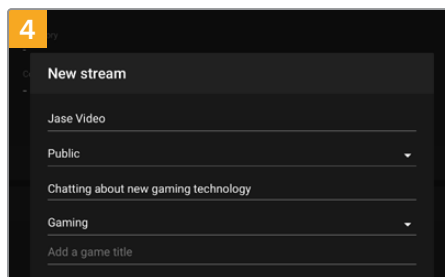 4
New stream
Jase Video
Public
Chatting about new gaming technology
Gaming
Add a game title